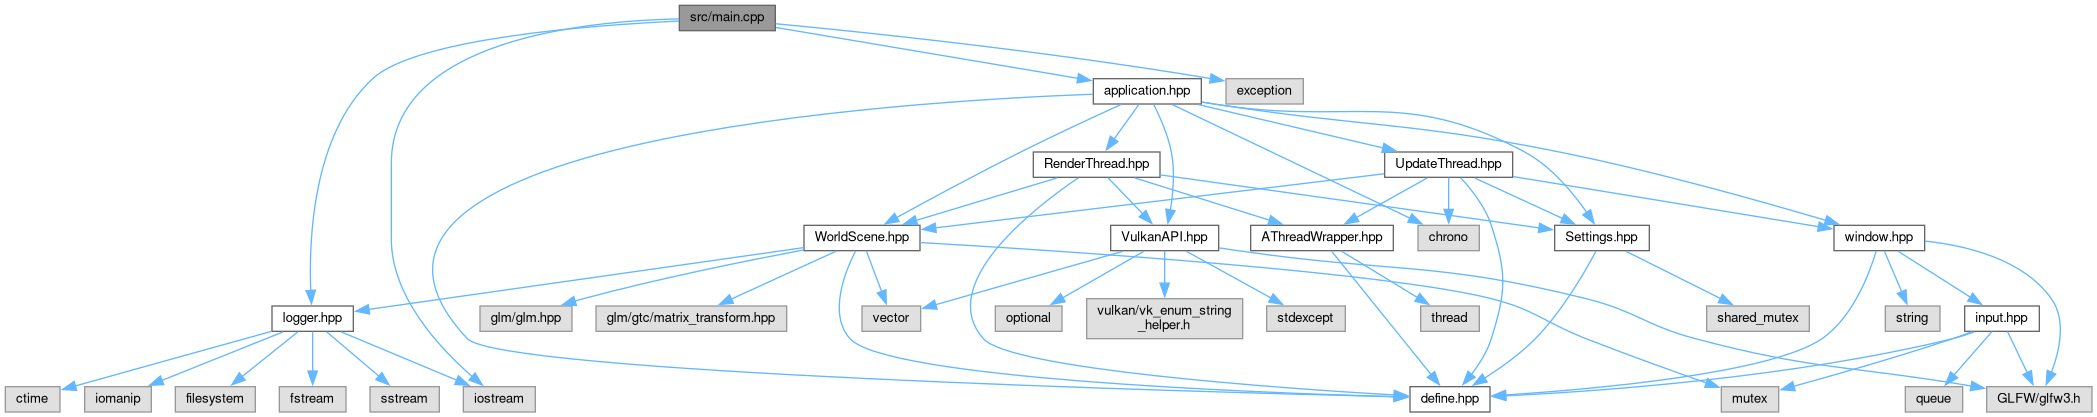 src/main.cpp
application.hpp
exception
RenderThread.hpp
UpdateThread.hpp
WorldScene.hpp
VulkanAPI.hpp
AThreadWrapper.hpp
chrono
Settings.hpp
window.hpp
logger.hpp
glm/glm.hpp
glm/gtc/matrix_transform.hpp
vector
optional
vulkan/vk_enum_string
_helper.h
stdexcept
thread
shared_mutex
string
input.hpp
ctime
iomanip
filesystem
fstream
sstream
iostream
define.hpp
mutex
queue
GLFW/glfw3.h